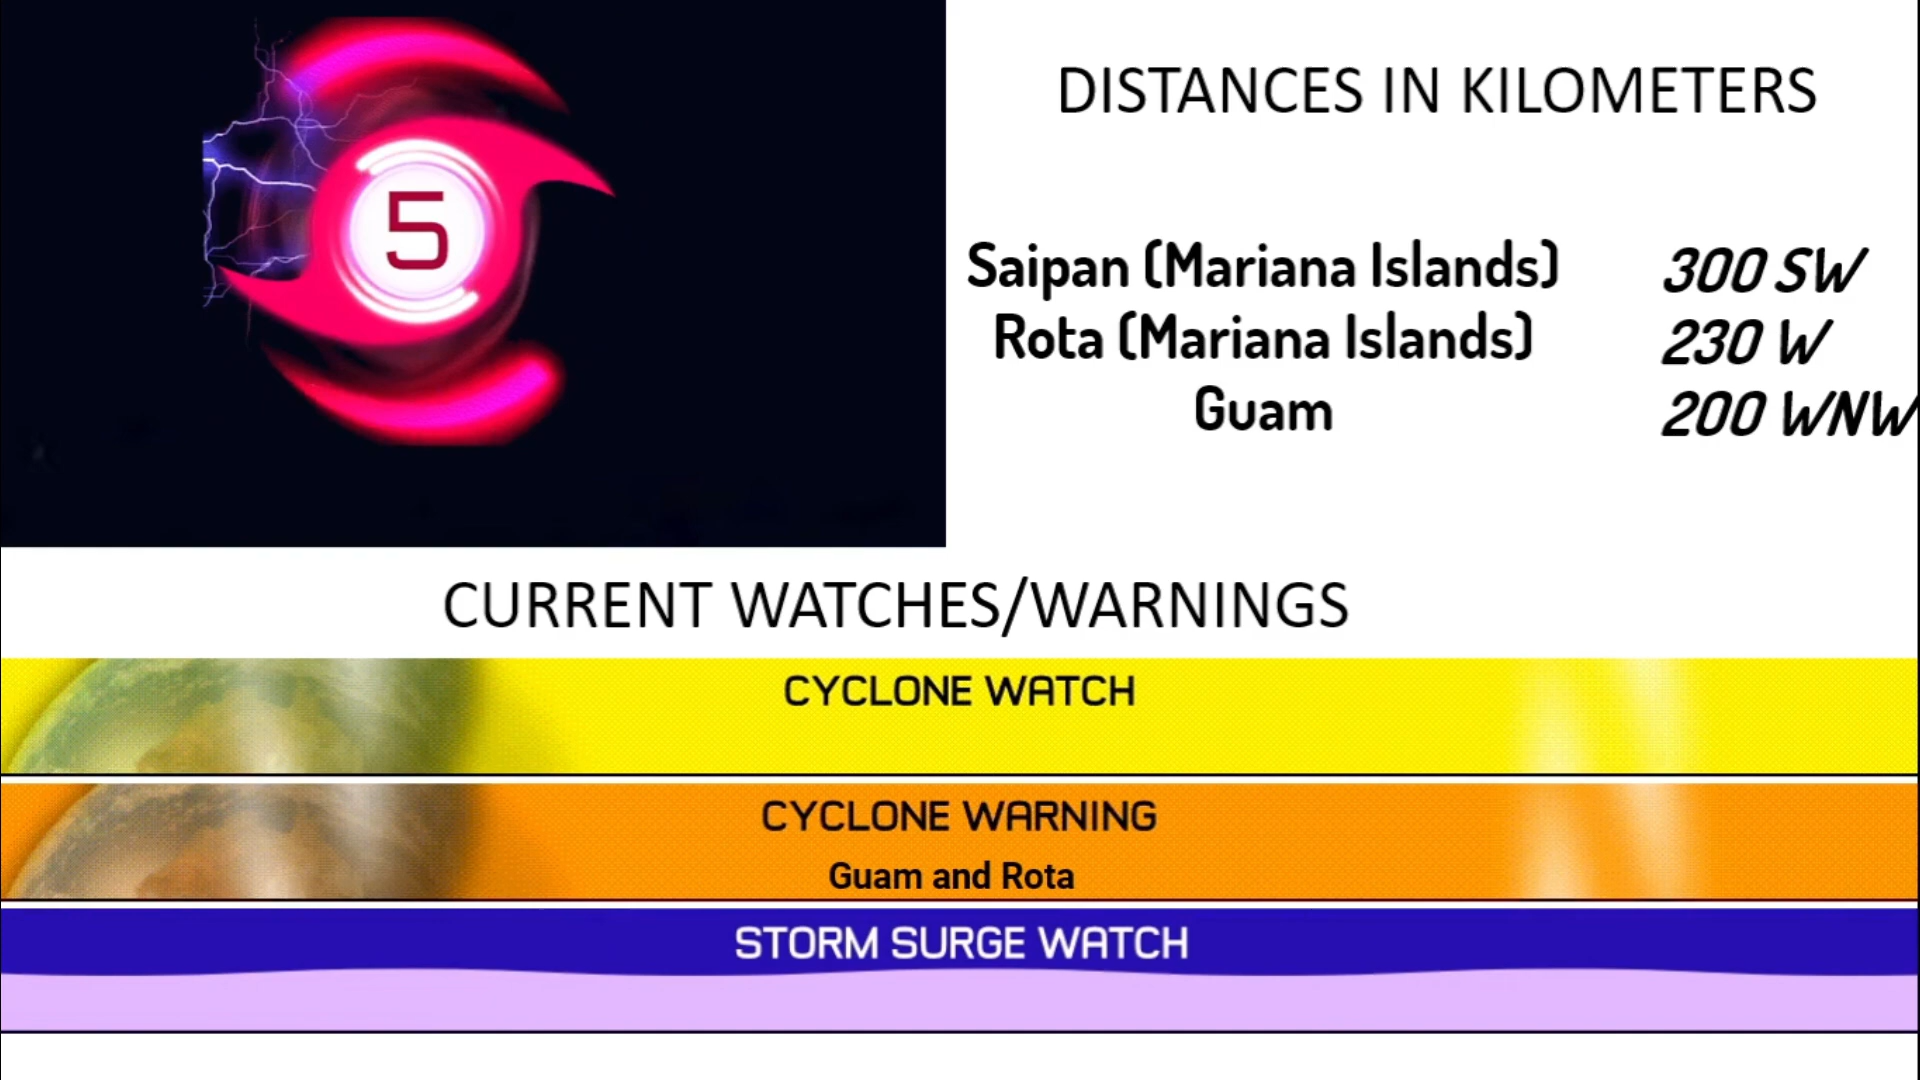 5
DISTANCES IN KILOMETERS
Saipan (Mariana Islands) 300 SW
Rota (Mariana Islands) 230 W
Guam 200 WNW
CURRENT WATCHES/WARNINGS
CYCLONE WATCH
CYCLONE WARNING
Guam and Rota
STORM SURGE WATCH